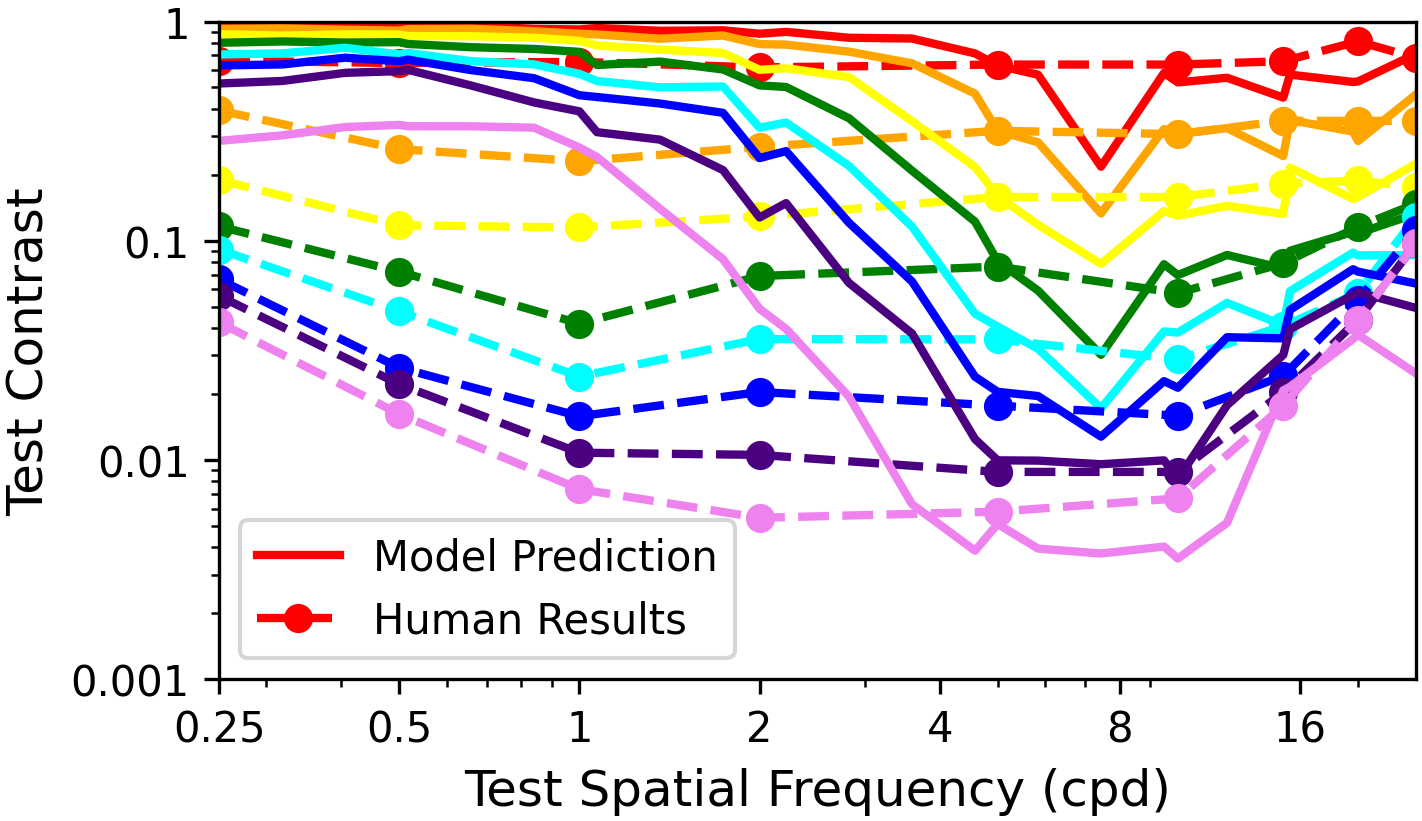 1
0.1
0.01
0.001
Test Contrast
Model Prediction
Human Results
0.25 0.5 1 2 4 8 16
Test Spatial Frequency (cpd)